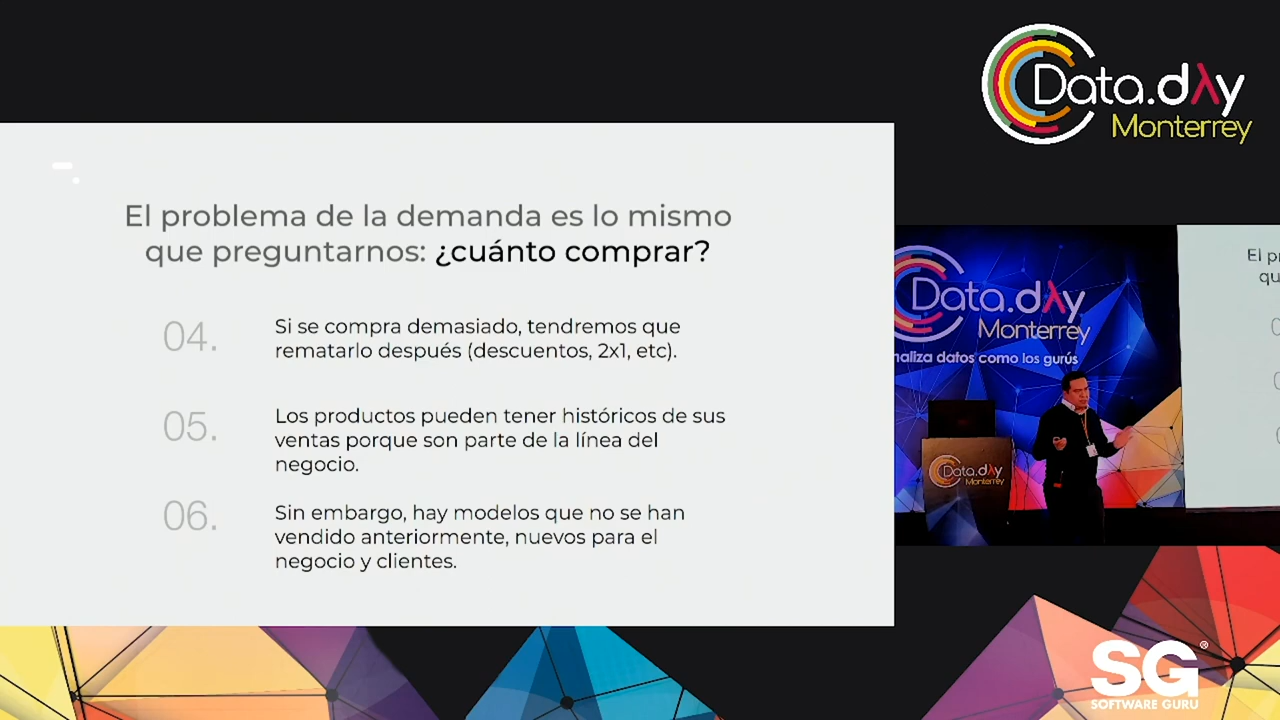 Data.dλy
Monterrey
El problema de la demanda es lo mismo
que preguntarnos: ¿cuánto comprar?
04.
Si se compra demasiado, tendremos que
rematarlo después (descuentos, 2x1, etc).
05.
Los productos pueden tener históricos de sus
ventas porque son parte de la línea del
negocio.
06.
Sin embargo, hay modelos que no se han
vendido anteriormente, nuevos para el
negocio y clientes.
Data.dλy
Monterrey
naliza datos como los gurús
Data.dλy
Monterrey
El pr
qu
SG®
SOFTWARE GURU